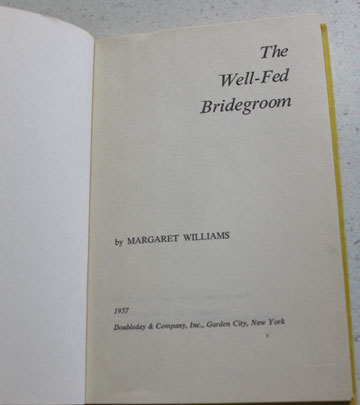 The
Well-Fed
Bridegroom
by MARGARET WILLIAMS
1957
Doubleday & Company, Inc., Garden City, New York